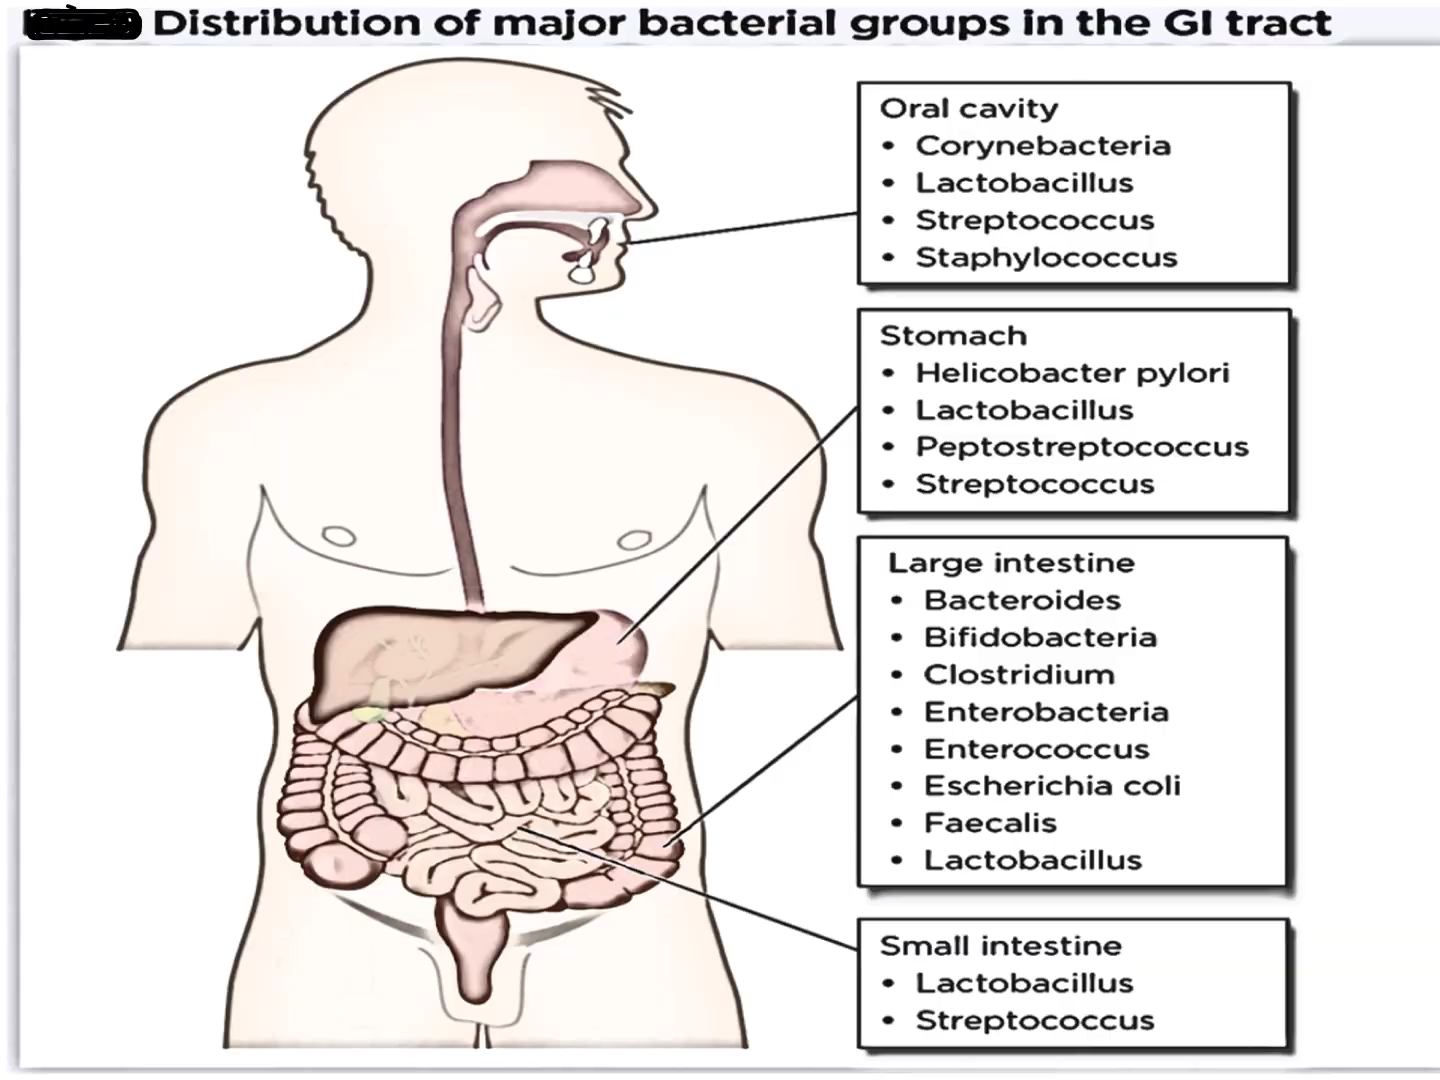 Distribution of major bacterial groups in the GI tract
Oral cavity
• Corynebacteria
• Lactobacillus
• Streptococcus
• Staphylococcus
Stomach
• Helicobacter pylori
• Lactobacillus
• Peptostreptococcus
• Streptococcus
Large intestine
• Bacteroides
• Bifidobacteria
• Clostridium
• Enterobacteria
• Enterococcus
• Escherichia coli
• Faecalis
• Lactobacillus
Small intestine
• Lactobacillus
• Streptococcus